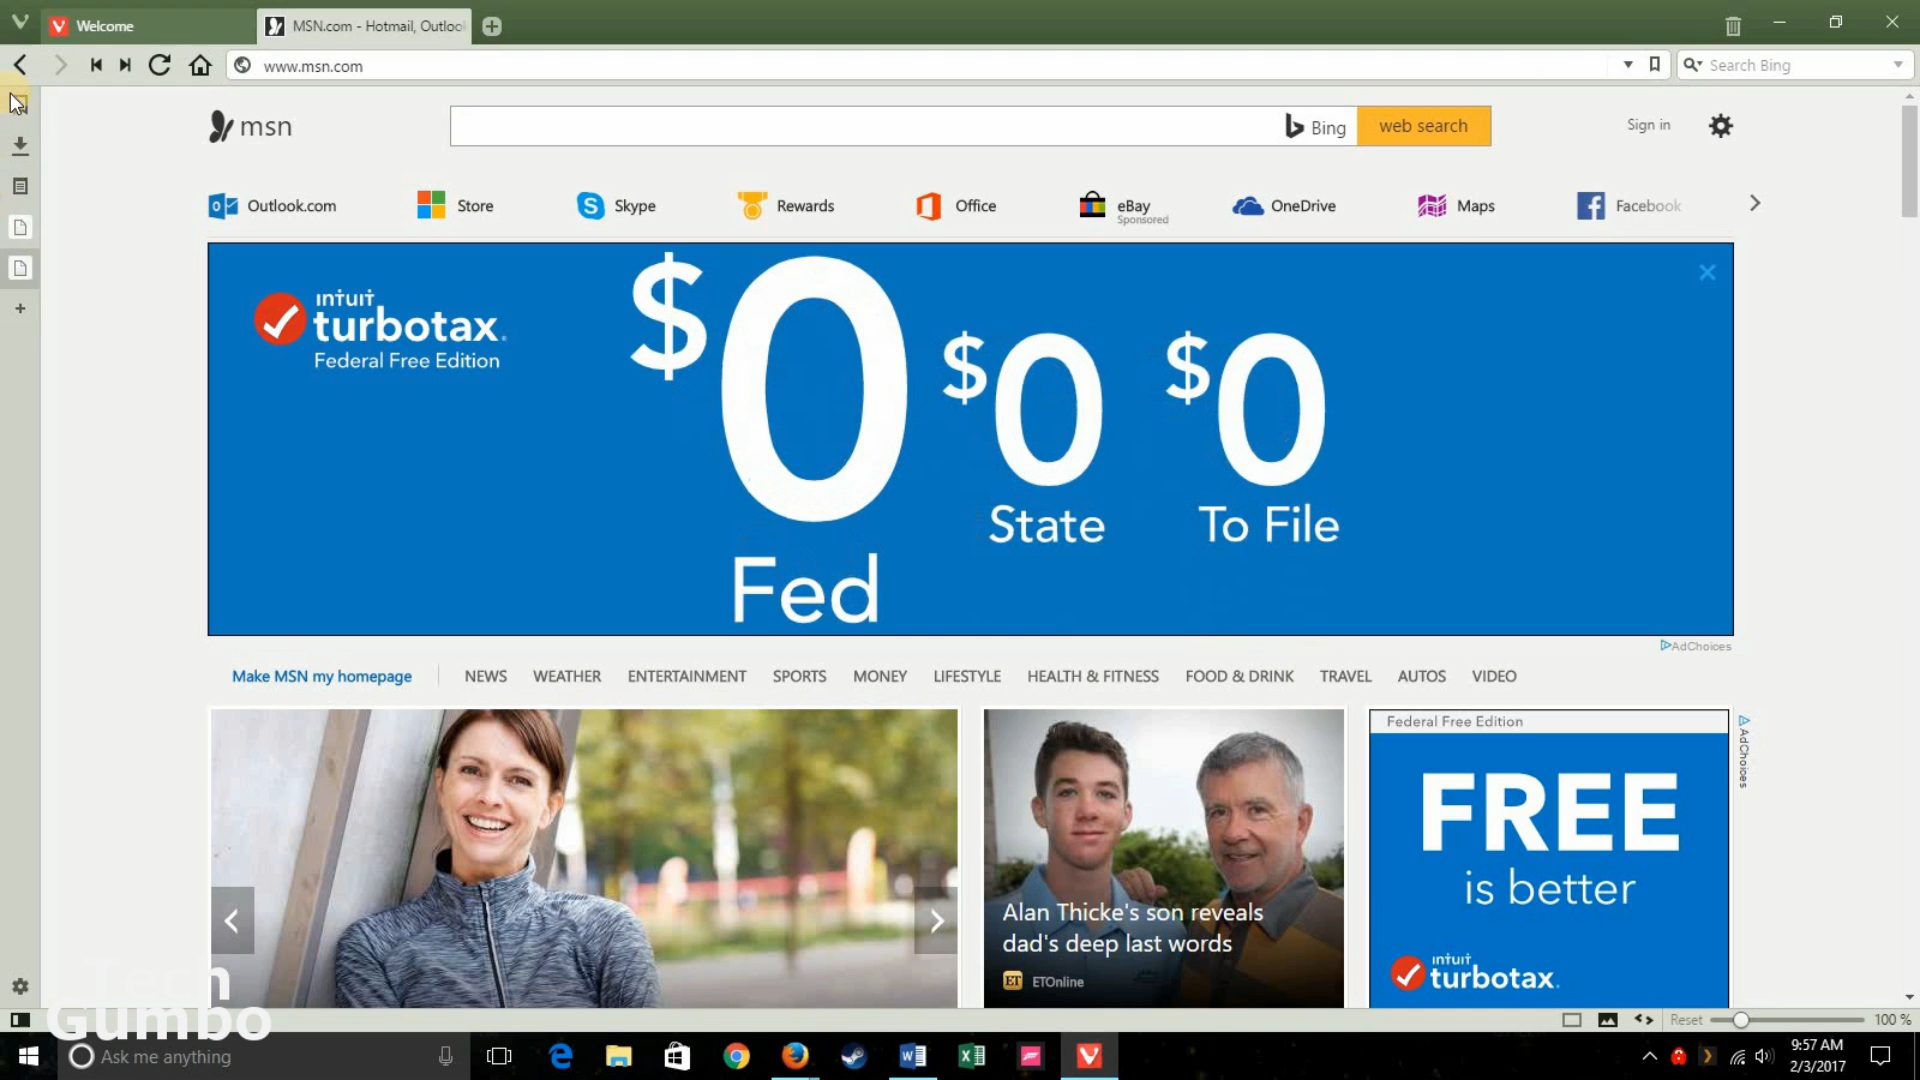 Welcome
MSN.com - Hotmail, Outloo
www.msn.com
Search Bing
msn
Bing
web search
Sign in
Outlook.com
Store
Skype
Rewards
Office
eBay
Sponsored
OneDrive
Maps
Facebook
intuit
turbotax.
Federal Free Edition
$0
Fed
$0
State
$0
To File
AdChoices
Make MSN my homepage
NEWS
WEATHER
ENTERTAINMENT
SPORTS
MONEY
LIFESTYLE
HEALTH & FITNESS
FOOD & DRINK
TRAVEL
AUTOS
VIDEO
Alan Thicke's son reveals
dad's deep last words
ET
ETOnline
Federal Free Edition
AdChoices
FREE
is better
intuit
turbotax.
Tech
Gumbo
Reset
100 %
Ask me anything
9:57 AM
2/3/2017